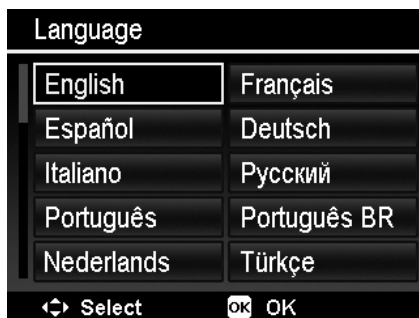 Language
English Français
Español Deutsch
Italiano Русский
Português Português BR
Nederlands Türkçe
Select OK OK